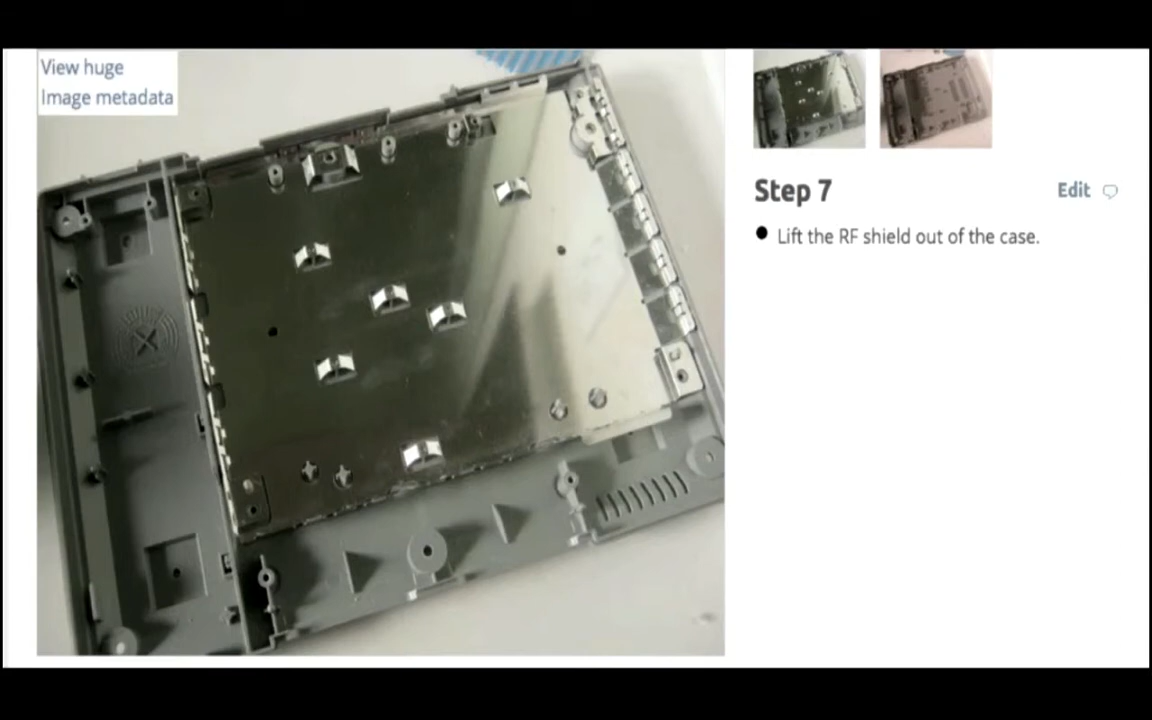 View huge
Image metadata
Step 7
Edit
Lift the RF shield out of the case.